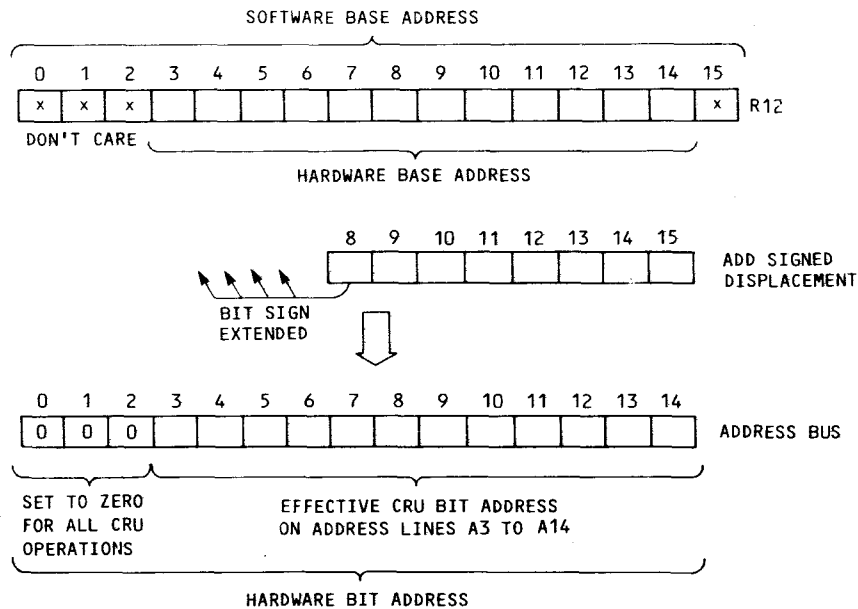 SOFTWARE BASE ADDRESS
0 1 2 3 4 5 6 7 8 9 10 11 12 13 14 15
x x x x R12
DON'T CARE
HARDWARE BASE ADDRESS
8 9 10 11 12 13 14 15
ADD SIGNED
DISPLACEMENT
BIT SIGN
EXTENDED
0 1 2 3 4 5 6 7 8 9 10 11 12 13 14
0 0 0 ADDRESS BUS
SET TO ZERO
FOR ALL CRU
OPERATIONS
EFFECTIVE CRU BIT ADDRESS
ON ADDRESS LINES A3 TO A14
HARDWARE BIT ADDRESS